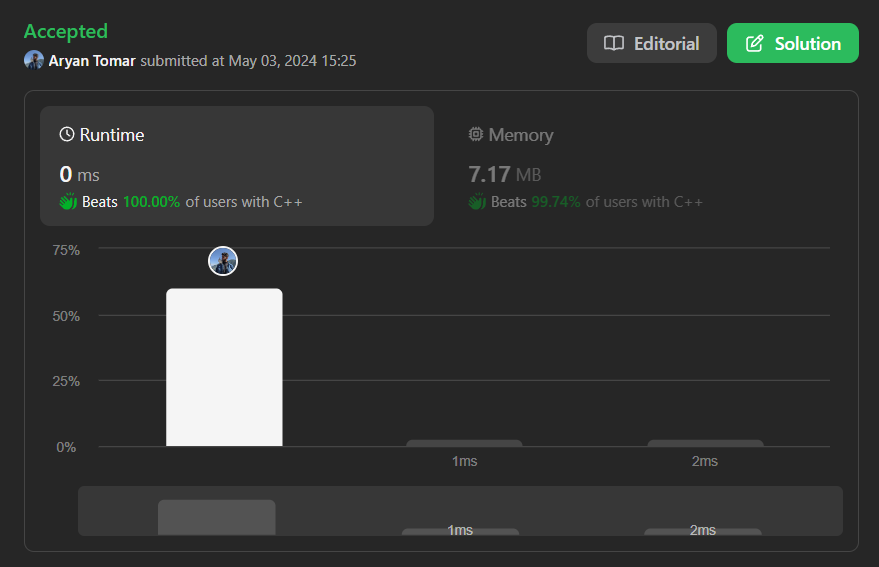 Accepted
Aryan Tomar submitted at May 03, 2024 15:25
Editorial
Solution
Runtime
0 ms
Beats 100.00% of users with C++
Memory
7.17 MB
Beats 99.74% of users with C++
75%
50%
25%
0%
1ms
2ms
1ms
2ms